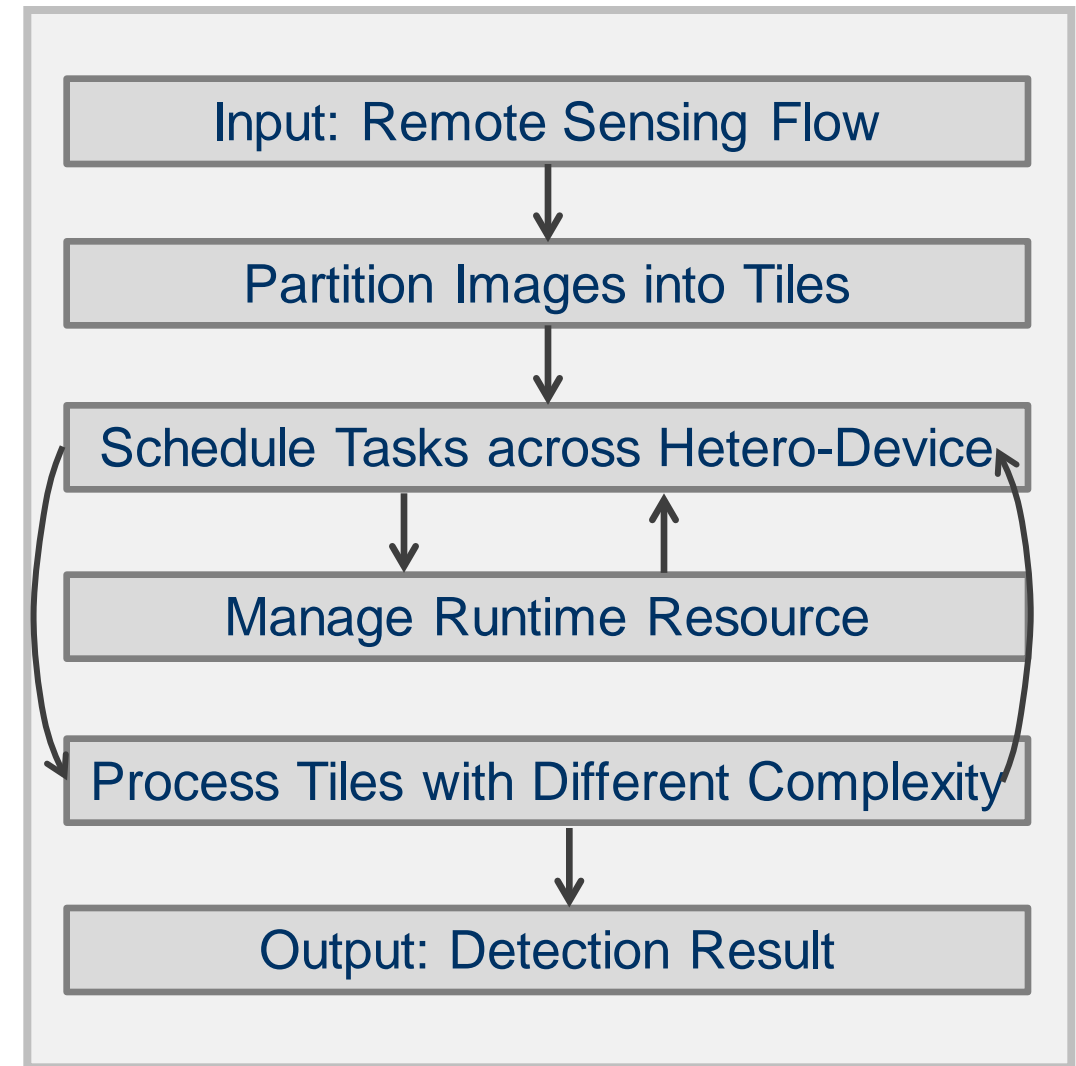 Input: Remote Sensing Flow
Partition Images into Tiles
Schedule Tasks across Hetero-Device
Manage Runtime Resource
Process Tiles with Different Complexity
Output: Detection Result